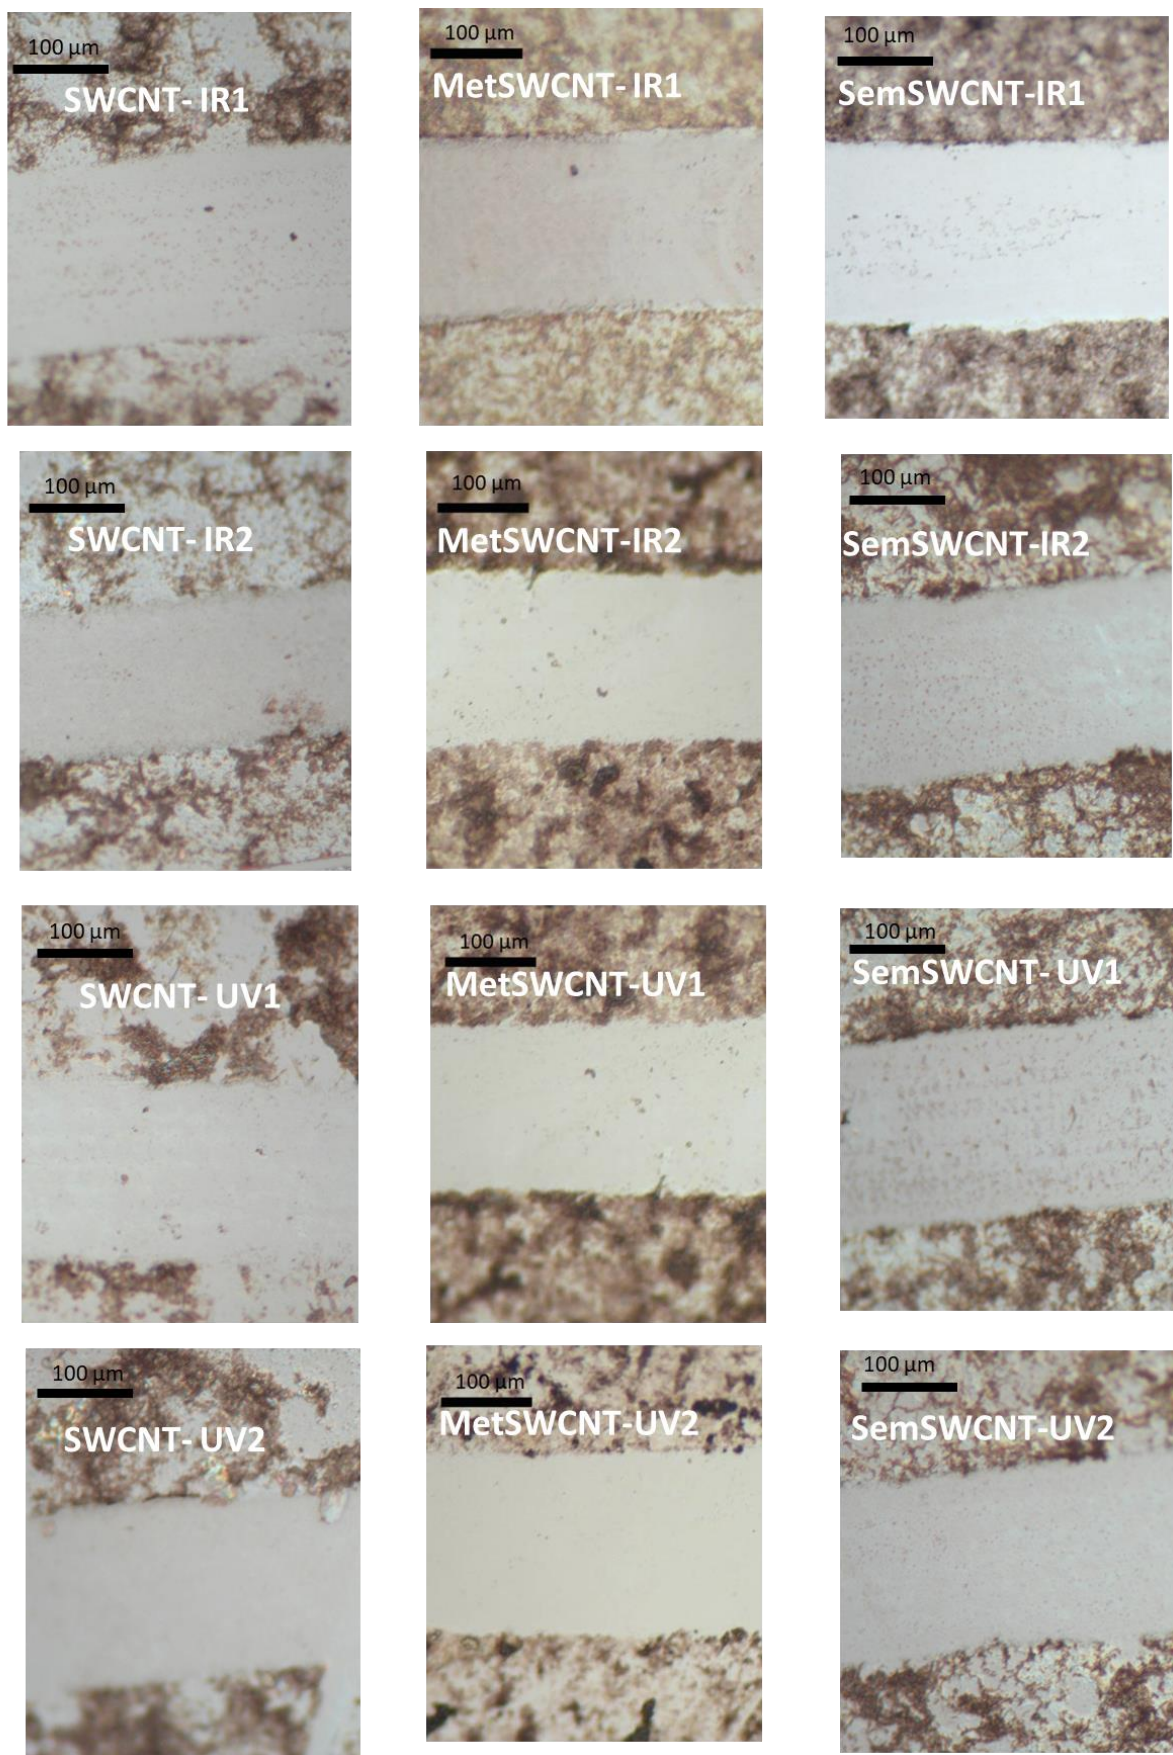 100 µm
SWCNT- IR1
100 µm
MetSWCNT- IR1
100 µm
SemSWCNT-IR1
100 µm
SWCNT- IR2
100 µm
MetSWCNT-IR2
100 µm
SemSWCNT-IR2
100 µm
SWCNT- UV1
100 µm
MetSWCNT-UV1
100 µm
SemSWCNT- UV1
100 µm
SWCNT- UV2
100 µm
MetSWCNT-UV2
100 µm
SemSWCNT-UV2